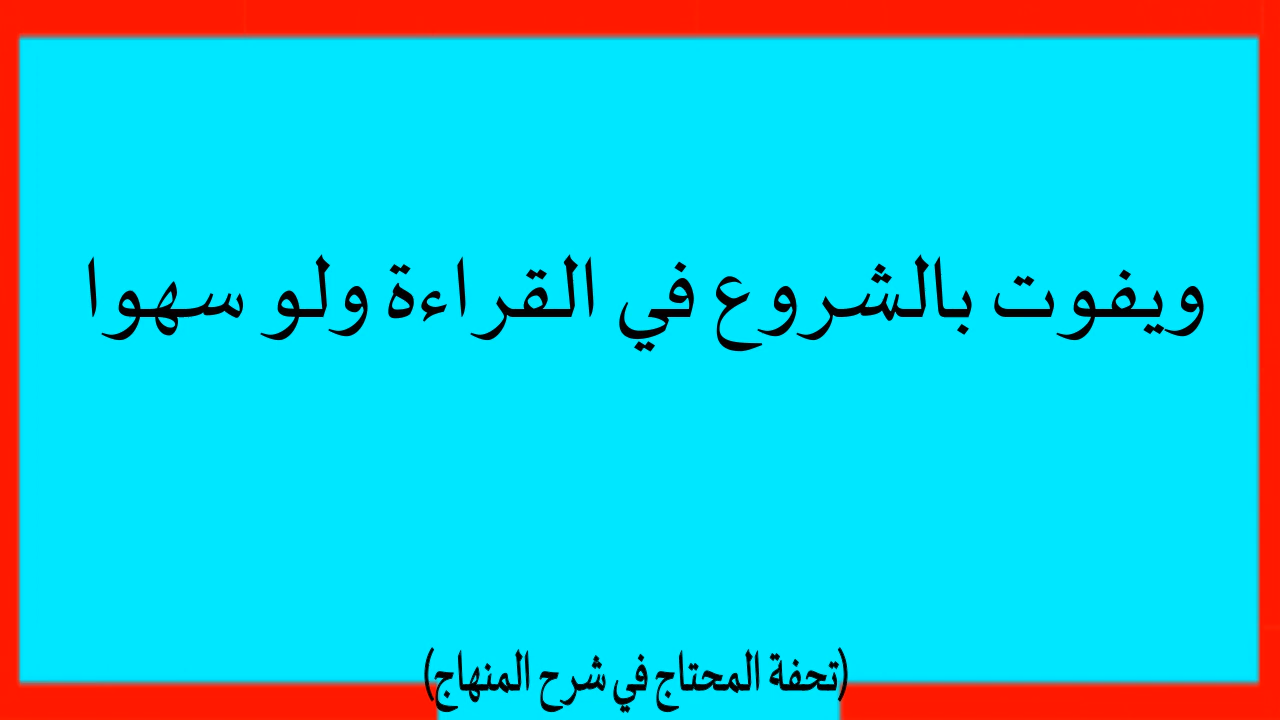 ويفوت بالشروع في القراءة ولو سهوا
(تحفة المحتاج في شرح المنهاج)